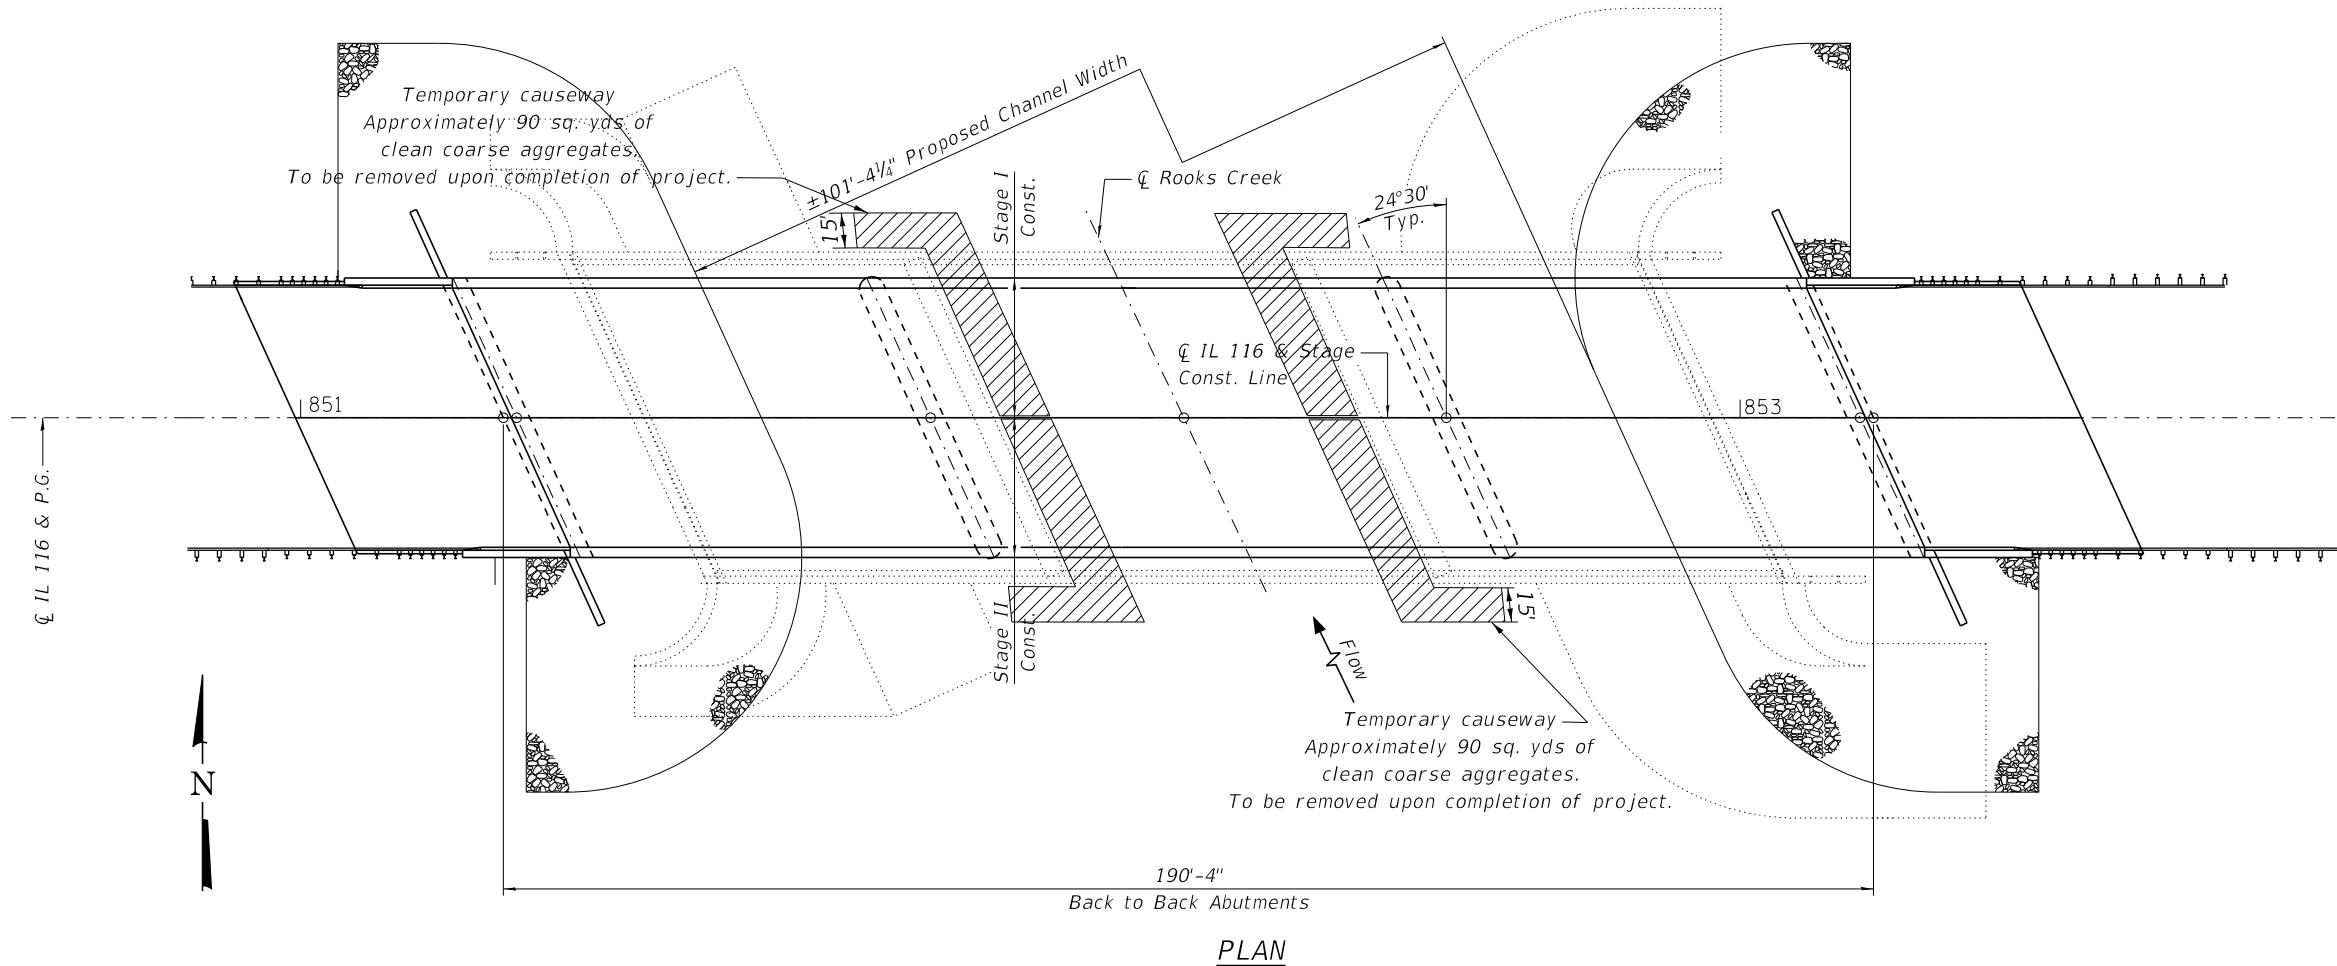 Temporary causeway
Approximately 90 sq. yds of
clean coarse aggregates.
To be removed upon completion of project.
±101'-4¼" Proposed Channel Width
15'
Stage I
Const.
℄ Rooks Creek
24°30'
Typ.
℄ IL 116 & Stage
Const. Line
851
853
℄ IL 116 & P.G.
Stage II
Const.
15'
Flow
Temporary causeway
Approximately 90 sq. yds of
clean coarse aggregates.
To be removed upon completion of project.
N
190'-4"
Back to Back Abutments
PLAN